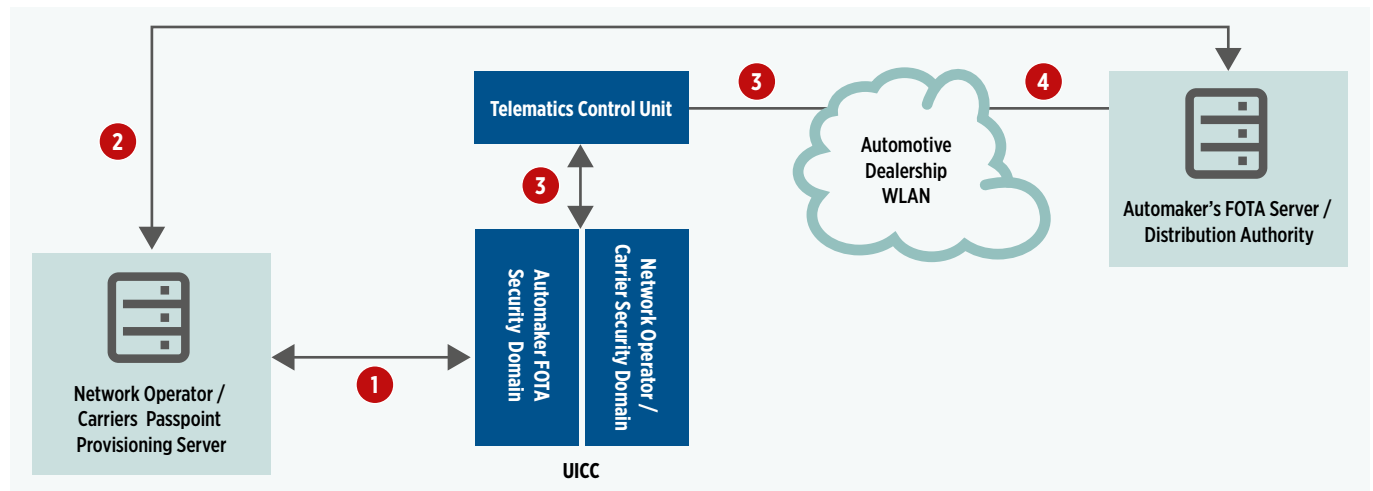 3
4
Telematics Control Unit
2
Automotive
Dealership
WLAN
3
Automaker's FOTA Server /
Distribution Authority
Automaker FOTA
Security Domain
Network Operator /
Carrier Security Domain
1
Network Operator /
Carriers Passpoint
Provisioning Server
UICC